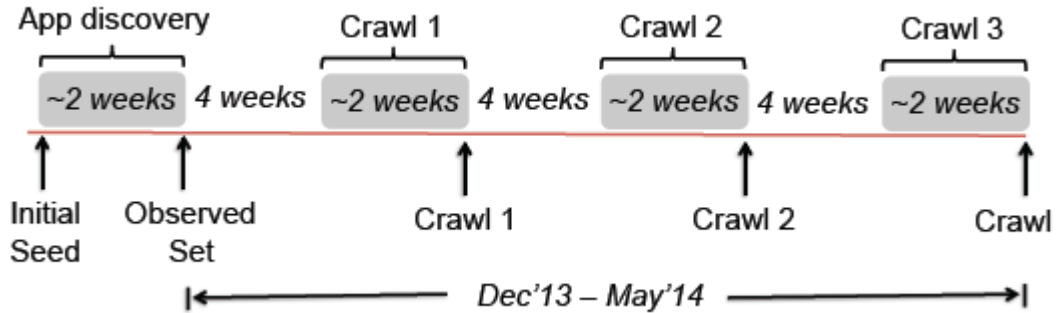 App discovery Crawl 1 Crawl 2 Crawl 3
~2 weeks 4 weeks ~2 weeks 4 weeks ~2 weeks 4 weeks ~2 weeks
Initial Observed Crawl 1 Crawl 2 Crawl
Seed Set
Dec'13 – May'14